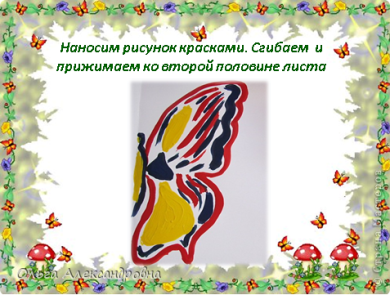 Наносим рисунок красками. Сгибаем и
прижимаем ко второй половине листа
Ольга Александровна